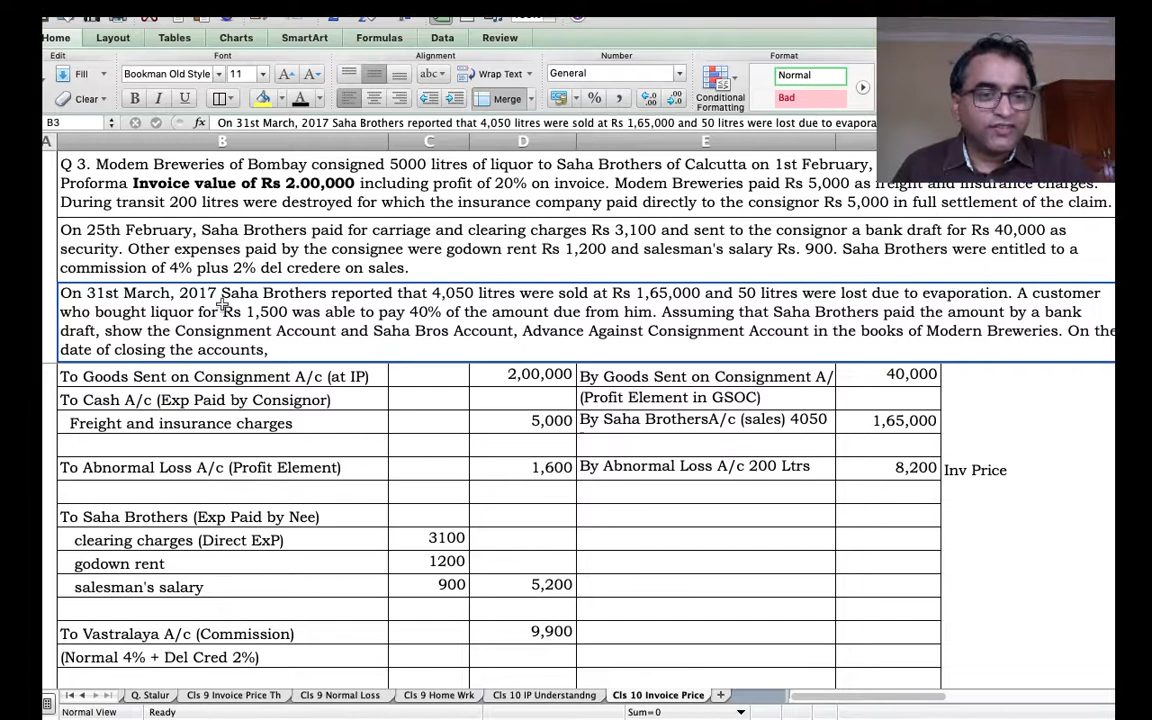 Home Layout Tables Charts SmartArt Formulas Data Review
Edit Font Alignment Number Format
Fill Bookman Old Style 11 A A abc Wrap Text General Normal
Clear B I U A Merge % , Conditional Formatting Bad
B3 fx On 31st March, 2017 Saha Brothers reported that 4,050 litres were sold at Rs 1,65,000 and 50 litres were lost due to evapora
A B C D E
Q 3. Modem Breweries of Bombay consigned 5000 litres of liquor to Saha Brothers of Calcutta on 1st February,
Proforma Invoice value of Rs 2.00,000 including profit of 20% on invoice. Modem Breweries paid Rs 5,000 as freight and insurance charges.
During transit 200 litres were destroyed for which the insurance company paid directly to the consignor Rs 5,000 in full settlement of the claim.
On 25th February, Saha Brothers paid for carriage and clearing charges Rs 3,100 and sent to the consignor a bank draft for Rs 40,000 as
security. Other expenses paid by the consignee were godown rent Rs 1,200 and salesman's salary Rs. 900. Saha Brothers were entitled to a
commission of 4% plus 2% del credere on sales.
On 31st March, 2017 Saha Brothers reported that 4,050 litres were sold at Rs 1,65,000 and 50 litres were lost due to evaporation. A customer
who bought liquor for Rs 1,500 was able to pay 40% of the amount due from him. Assuming that Saha Brothers paid the amount by a bank
draft, show the Consignment Account and Saha Bros Account, Advance Against Consignment Account in the books of Modern Breweries. On the
date of closing the accounts,
To Goods Sent on Consignment A/c (at IP) 2,00,000 By Goods Sent on Consignment A/ 40,000
To Cash A/c (Exp Paid by Consignor) (Profit Element in GSOC)
Freight and insurance charges 5,000 By Saha BrothersA/c (sales) 4050 1,65,000
To Abnormal Loss A/c (Profit Element) 1,600 By Abnormal Loss A/c 200 Ltrs 8,200 Inv Price
To Saha Brothers (Exp Paid by Nee)
clearing charges (Direct ExP) 3100
godown rent 1200
salesman's salary 900 5,200
To Vastralaya A/c (Commission) 9,900
(Normal 4% + Del Cred 2%)
Q. Stalur Cls 9 Invoice Price Th Cls 9 Normal Loss Cls 9 Home Wrk Cls 10 IP Understandng Cls 10 Invoice Price +
Normal View Ready Sum=0